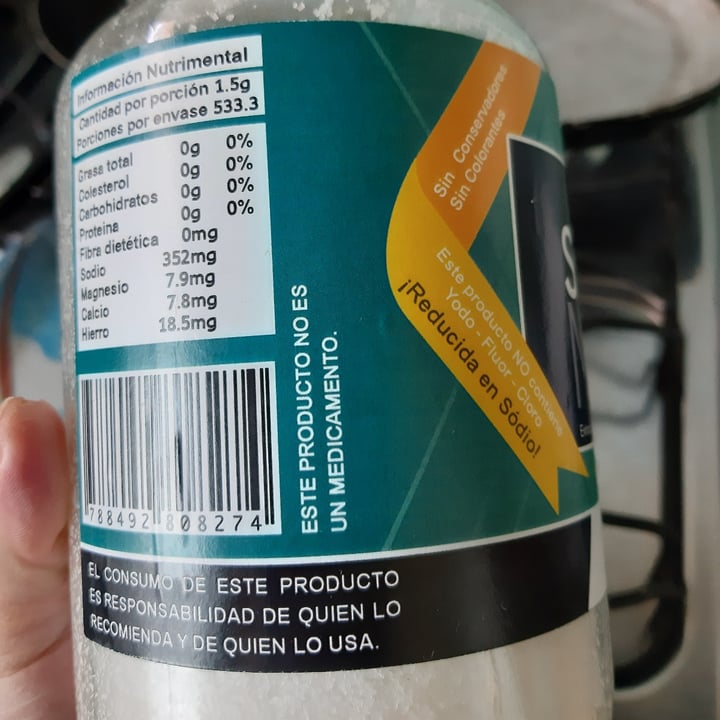 Información Nutrimental
Cantidad por porción 1.5g
Porciones por envase 533.3
Grasa total 0g 0%
Colesterol 0g 0%
Carbohidratos 0g 0%
Proteina 0g 0%
Fibra dietética 0mg
Sodio 352mg
Magnesio 7.9mg
Calcio 7.8mg
Hierro 18.5mg
788492 808274
ESTE PRODUCTO NO ES
UN MEDICAMENTO.
Sin Conservadores
Sin Colorantes
Este producto NO contiene
Yodo - Fluor - Cloro
¡Reducida en Sódio!
EL CONSUMO DE ESTE PRODUCTO
ES RESPONSABILIDAD DE QUIEN LO
RECOMIENDA Y DE QUIEN LO USA.